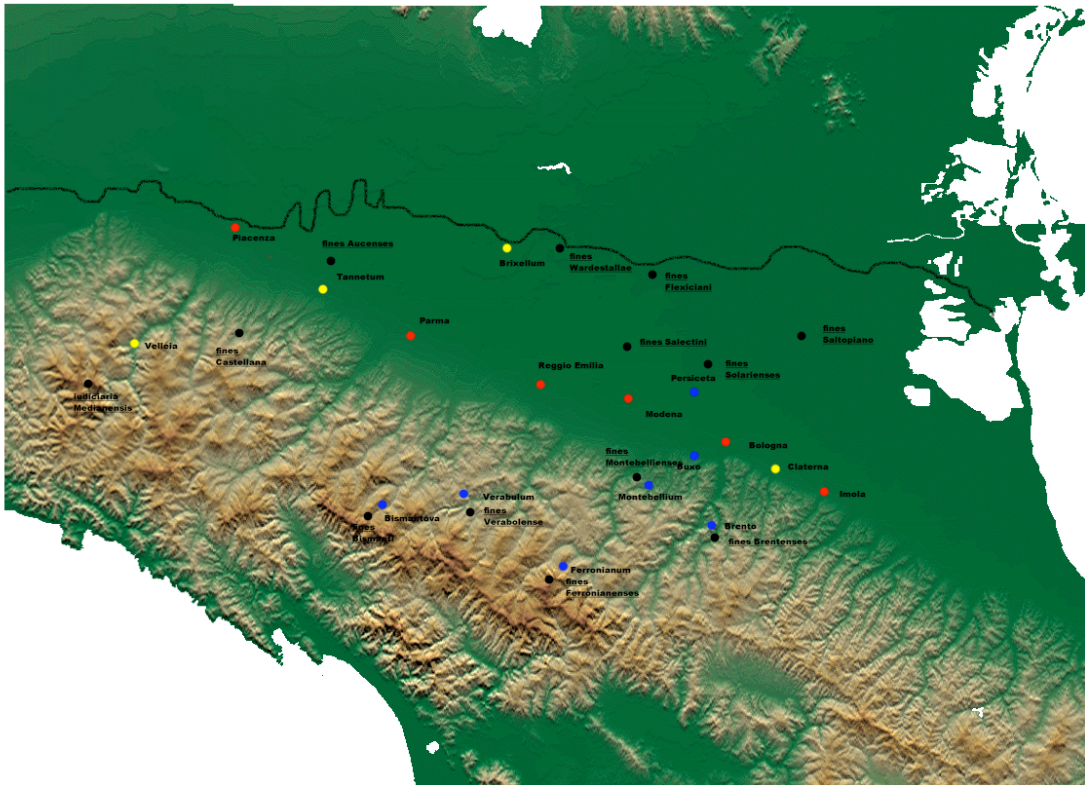 Piacenza
fines Aucenses
Tannetum
Brixellum
fines
Wardestallae
fines
Flexiciani
Parma
Velleia
fines
Castellana
iudiciaria
Medianensis
fines Salectini
fines
Saltopiano
Reggio Emilia
fines
Solarienses
Persiceta
Modena
Bologna
fines
Montebellienses
Buxo
Claterna
Montebellium
Imola
Verabulum
fines
Verabolense
Bismantova
fines
Brento
fines Brentenses
Ferronianum
fines
Ferronianenses